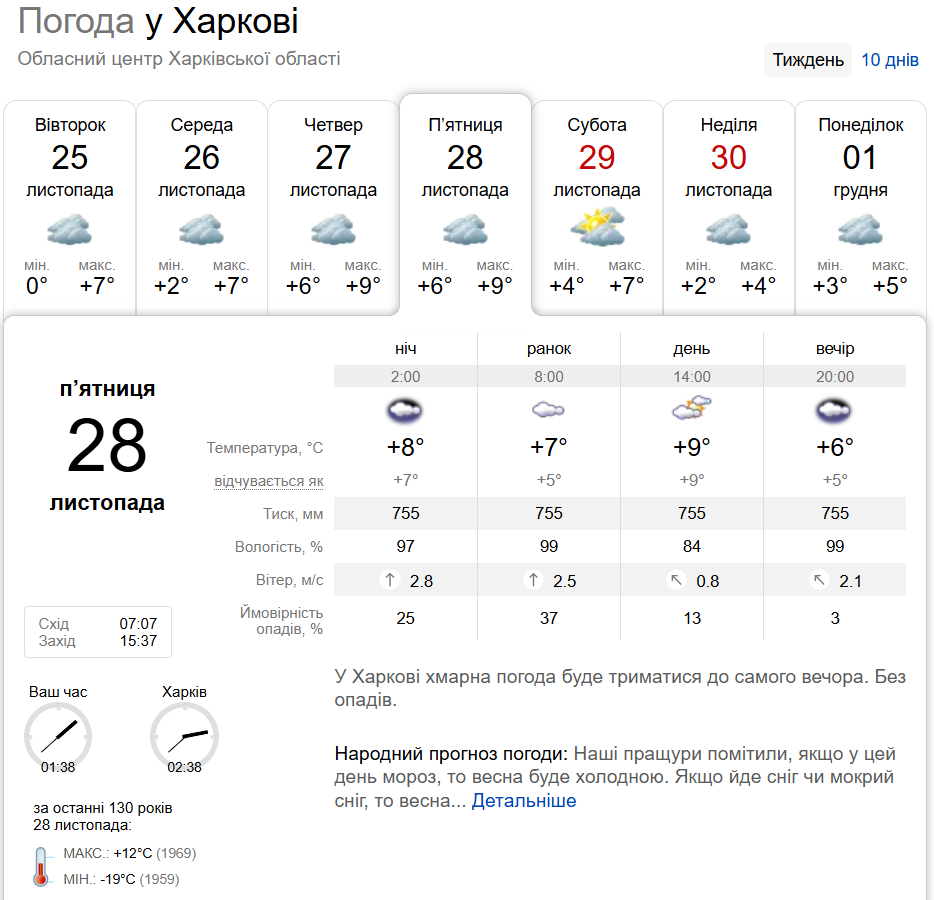 Погода у Харкові
Обласний центр Харківської області
Тиждень 10 днів
Вівторок Середа Четвер П’ятниця Субота Неділя Понеділок
25 26 27 28 29 30 01
листопада листопада листопада листопада листопада листопада грудня
мін. макс. мін. макс. мін. макс. мін. макс. мін. макс. мін. макс. мін. макс.
0° +7° +2° +7° +6° +9° +6° +9° +4° +7° +2° +4° +3° +5°
п’ятниця
28
листопада
ніч ранок день вечір
2:00 8:00 14:00 20:00
Температура, °C +8° +7° +9° +6°
відчувається як +7° +5° +9° +5°
Тиск, мм 755 755 755 755
Вологість, % 97 99 84 99
Вітер, м/с ↑ 2.8 ↑ 2.5 ↖ 0.8 ↖ 2.1
Ймовірність
опадів, % 25 37 13 3
Схід 07:07
Захід 15:37
Ваш час Харків
01:38 02:38
за останні 130 років
28 листопада:
МАКС.: +12°C (1969)
МІН.: -19°C (1959)
У Харкові хмарна погода буде триматися до самого вечора. Без
опадів.
Народний прогноз погоди: Наші пращури помітили, якщо у цей
день мороз, то весна буде холодною. Якщо йде сніг чи мокрий
сніг, то весна... Детальніше